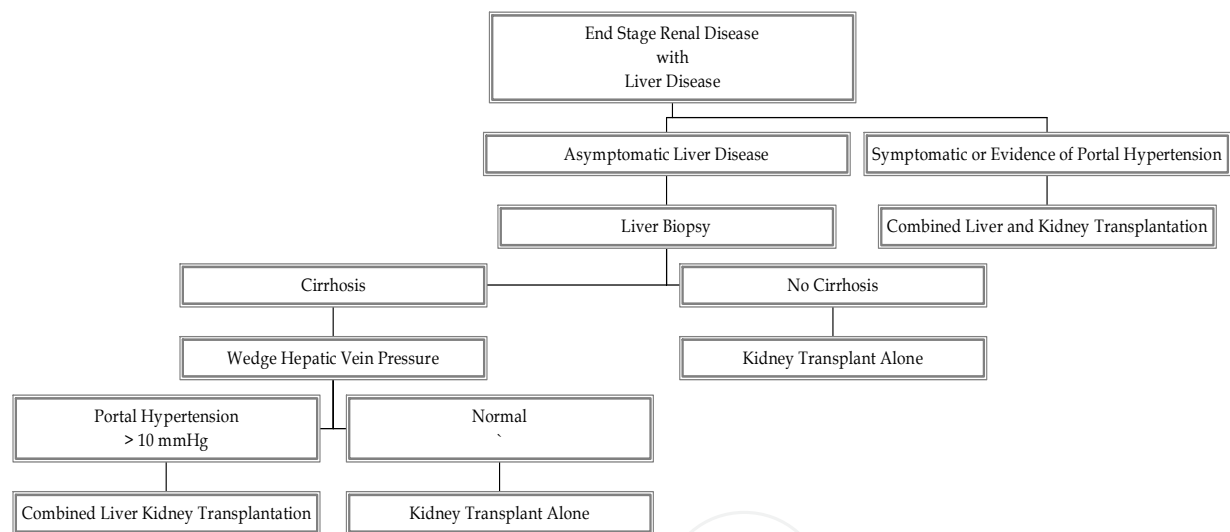 End Stage Renal Disease
with
Liver Disease
Asymptomatic Liver Disease
Symptomatic or Evidence of Portal Hypertension
Liver Biopsy
Combined Liver and Kidney Transplantation
Cirrhosis
No Cirrhosis
Wedge Hepatic Vein Pressure
Kidney Transplant Alone
Portal Hypertension
> 10 mmHg
Normal
`
Combined Liver Kidney Transplantation
Kidney Transplant Alone